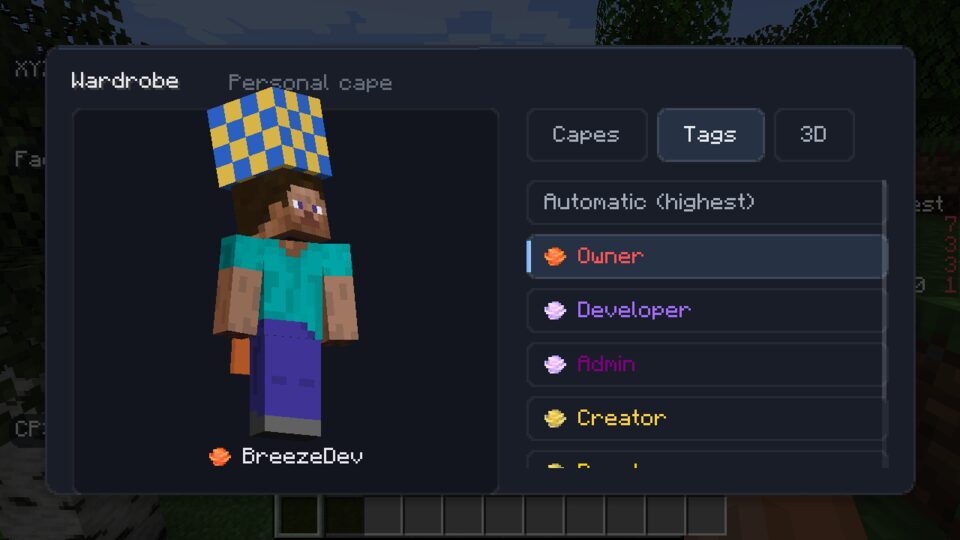 Wardrobe
Personal cape
Capes
Tags
3D
Automatic (highest)
Owner
Developer
Admin
Creator
BreezeDev